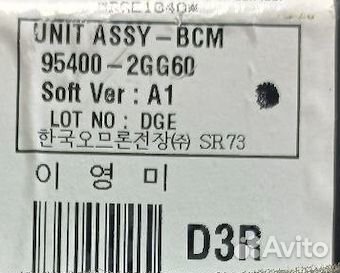 UNIT ASSY-BCM
95400-2GG60
Soft Ver : A1
LOT NO : DGE
한국오므론전장(주) SR73
이 영 미
D3R
Avito